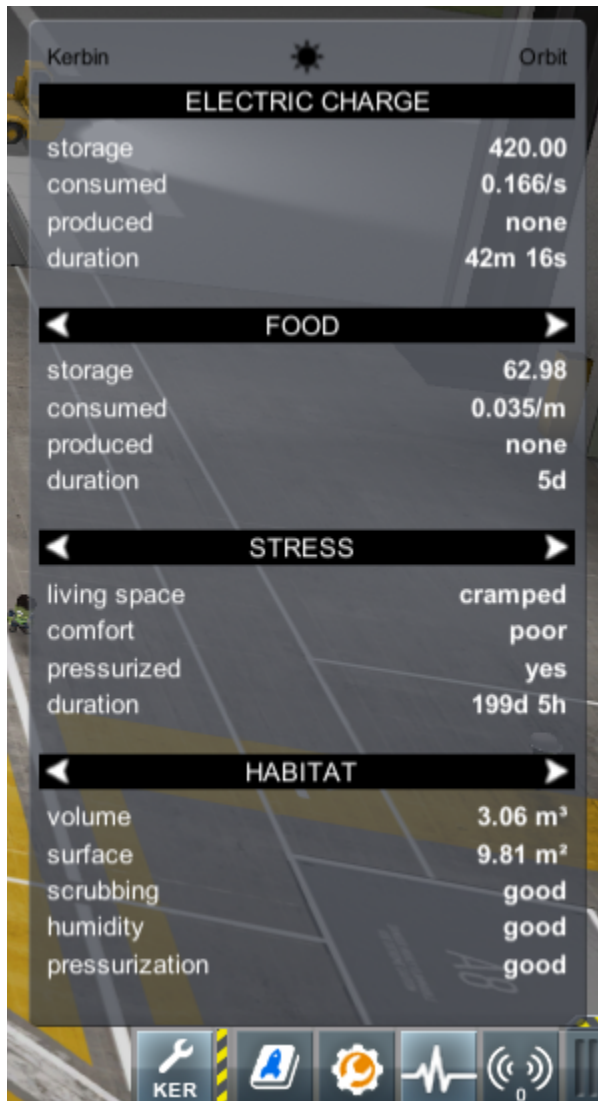 Kerbin Orbit
ELECTRIC CHARGE
storage 420.00
consumed 0.166/s
produced none
duration 42m 16s
FOOD
storage 62.98
consumed 0.035/m
produced none
duration 5d
STRESS
living space cramped
comfort poor
pressurized yes
duration 199d 5h
HABITAT
volume 3.06 m³
surface 9.81 m²
scrubbing good
humidity good
pressurization good
KER 0